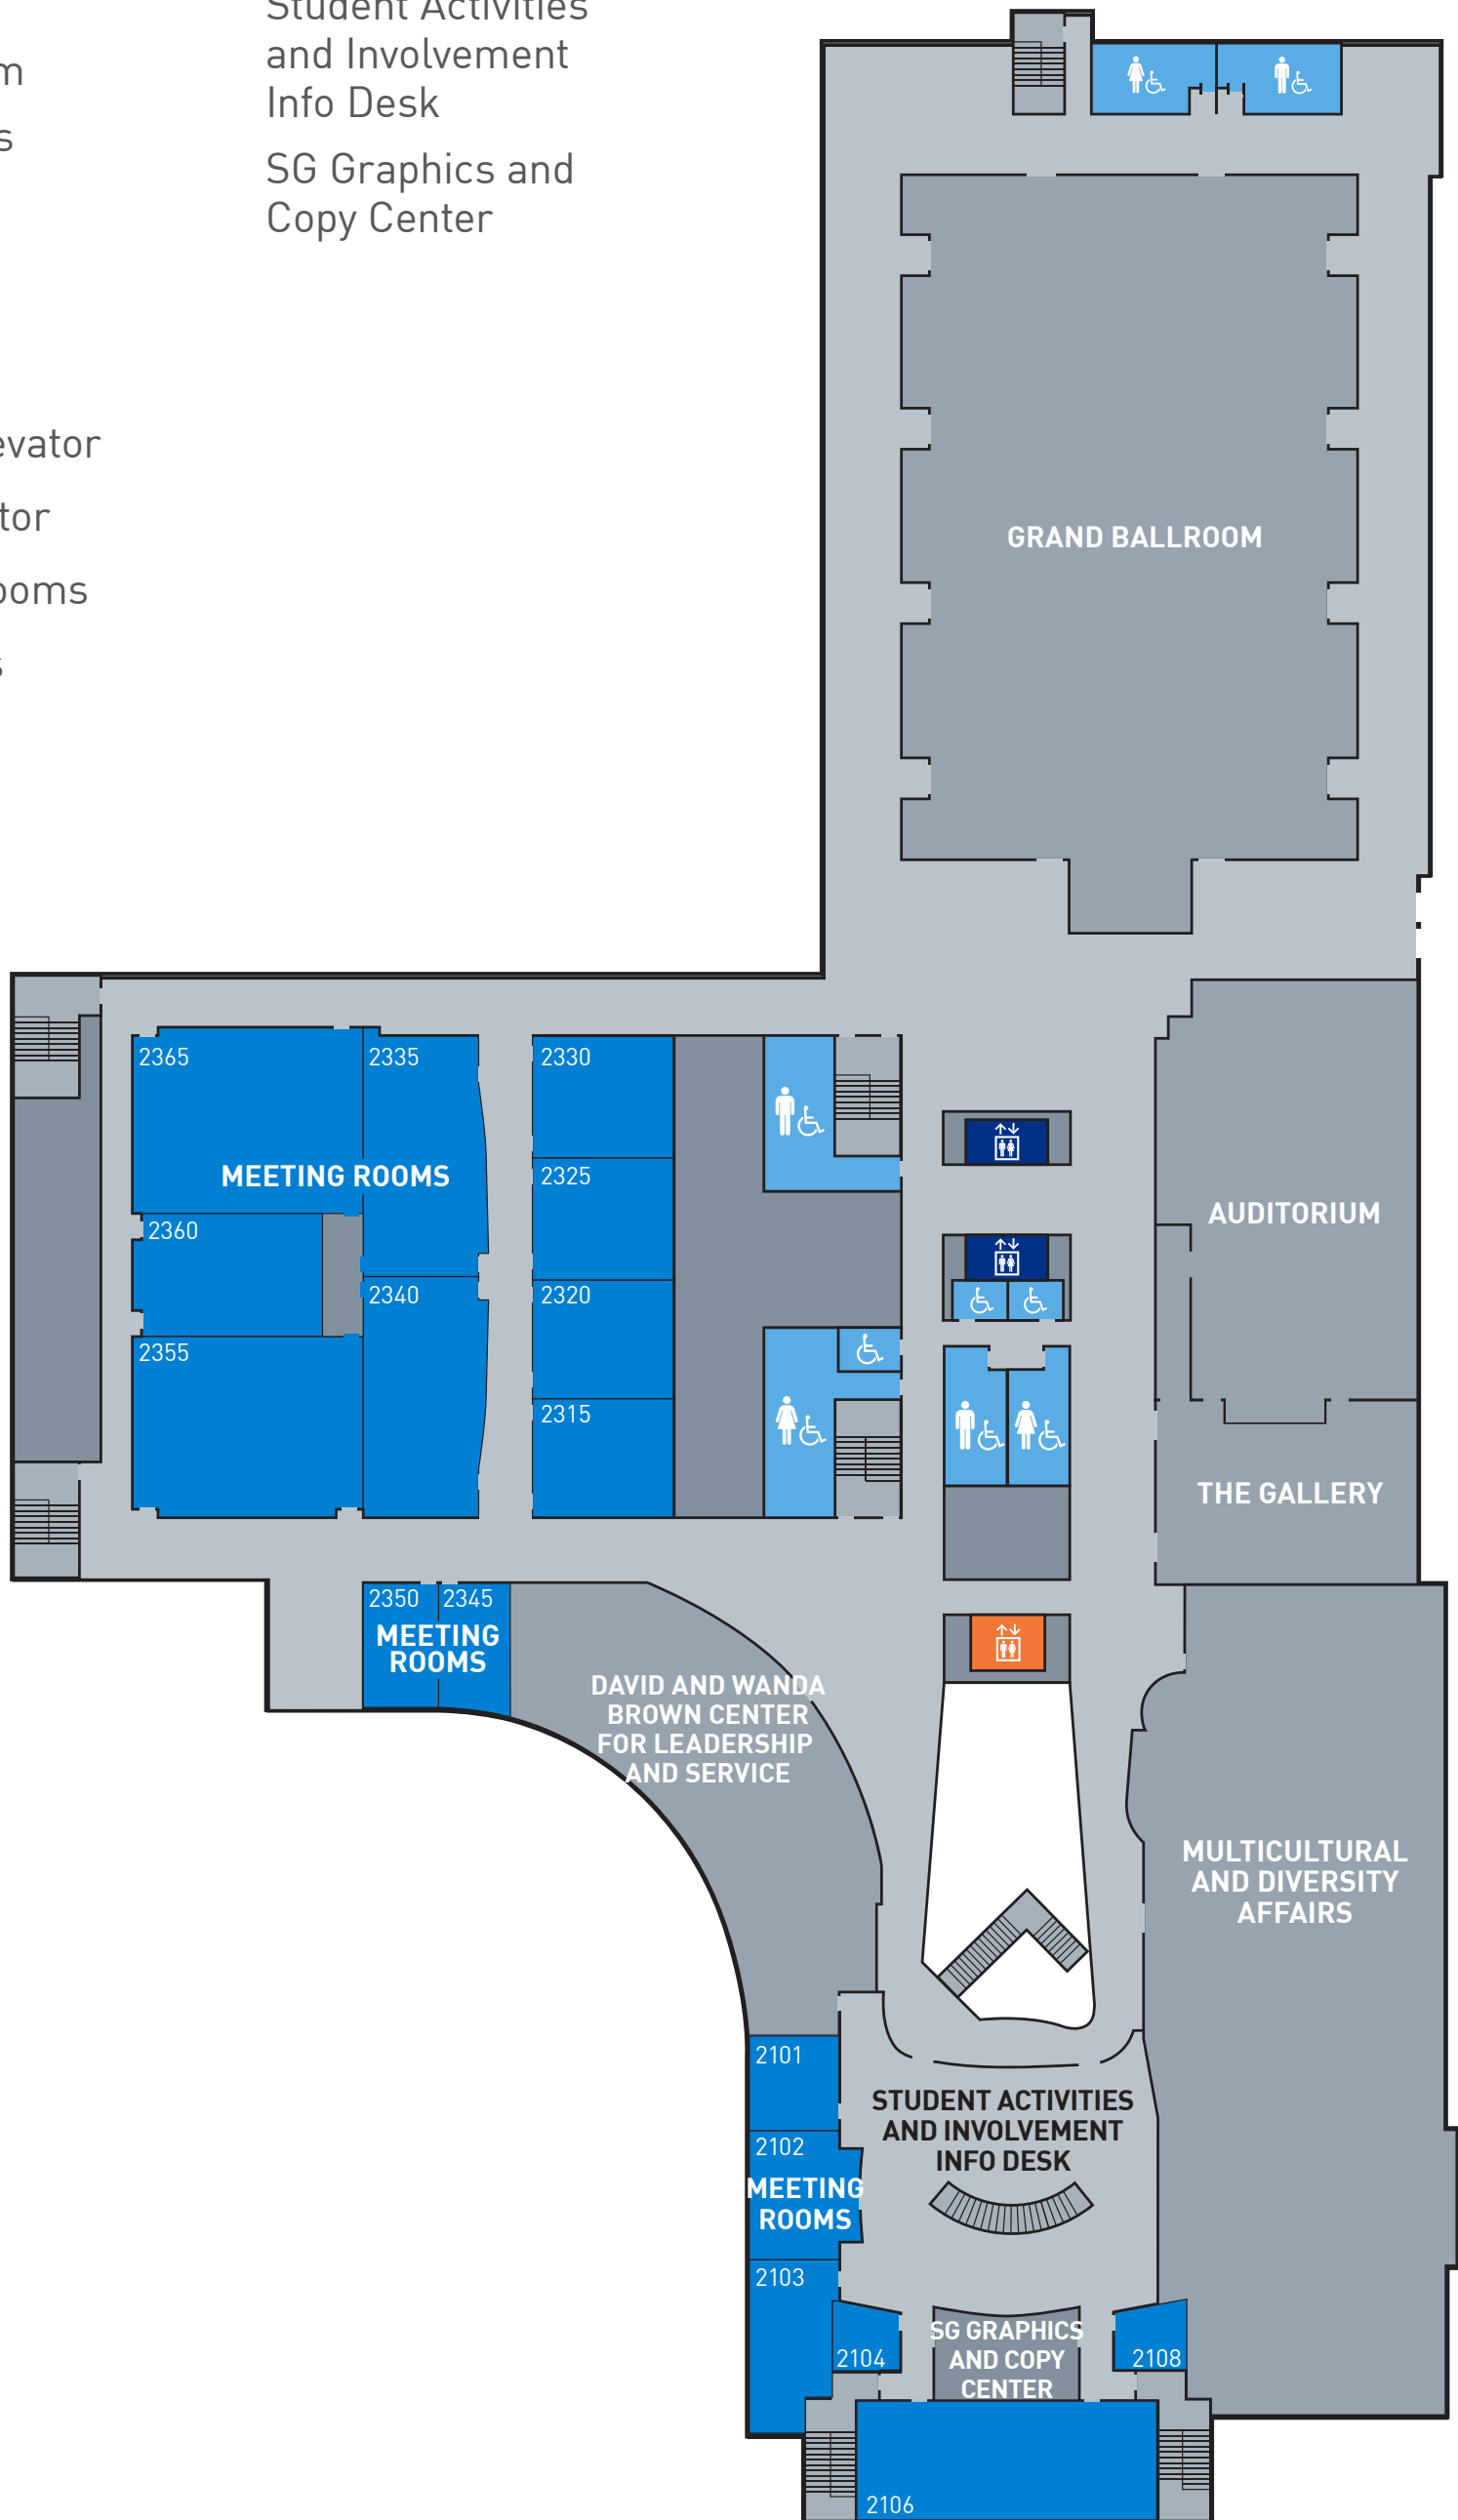 Student Activities
and Involvement
Info Desk
SG Graphics and
Copy Center
GRAND BALLROOM
2365
2335
2330
MEETING ROOMS
2325
2360
2340
2320
2355
2315
AUDITORIUM
THE GALLERY
2350
2345
MEETING
ROOMS
DAVID AND WANDA
BROWN CENTER
FOR LEADERSHIP
AND SERVICE
MULTICULTURAL
AND DIVERSITY
AFFAIRS
2101
STUDENT ACTIVITIES
AND INVOLVEMENT
INFO DESK
2102
MEETING
ROOMS
2103
2104
SG GRAPHICS
AND COPY
CENTER
2108
2106